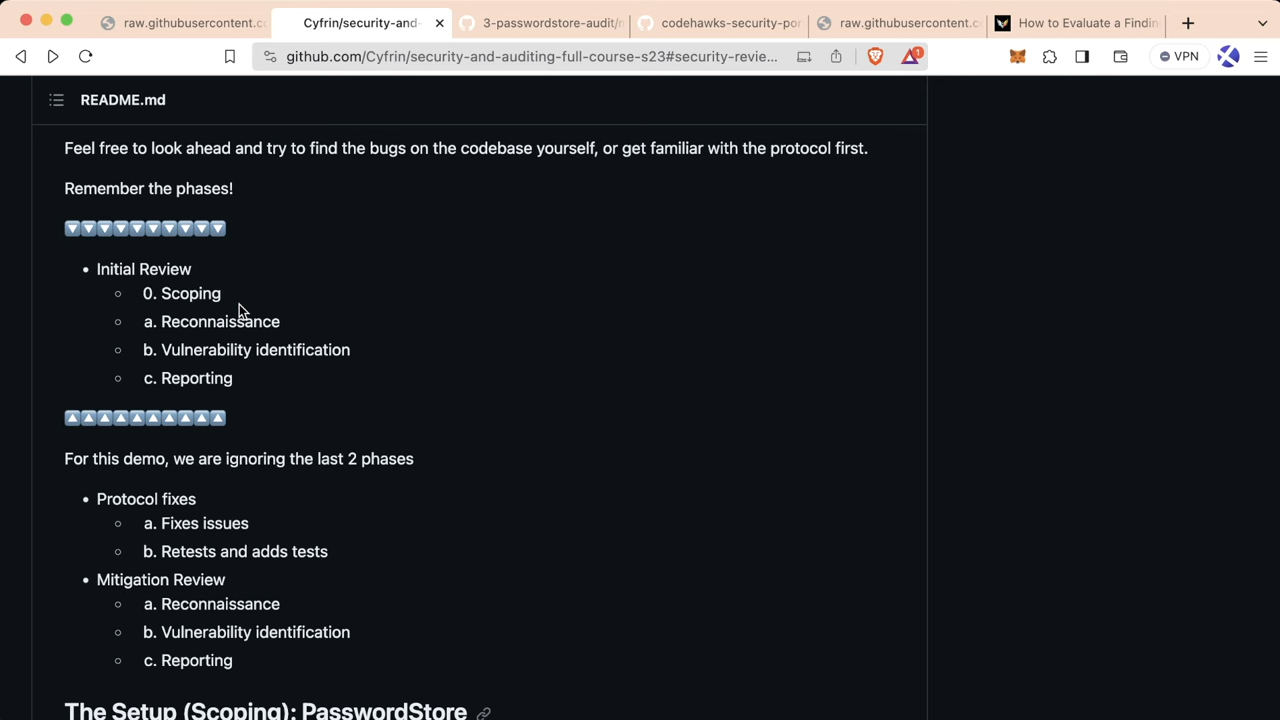 raw.githubusercontent.c
Cyfrin/security-and-
3-passwordstore-audit/
codehawks-security-por
raw.githubusercontent.c
How to Evaluate a Findin
github.com/Cyfrin/security-and-auditing-full-course-s23#security-revie...
1
VPN
README.md
Feel free to look ahead and try to find the bugs on the codebase yourself, or get familiar with the protocol first.
Remember the phases!
Initial Review
0. Scoping
a. Reconnaissance
b. Vulnerability identification
c. Reporting
For this demo, we are ignoring the last 2 phases
Protocol fixes
a. Fixes issues
b. Retests and adds tests
Mitigation Review
a. Reconnaissance
b. Vulnerability identification
c. Reporting
The Setup (Scoping): PasswordStore